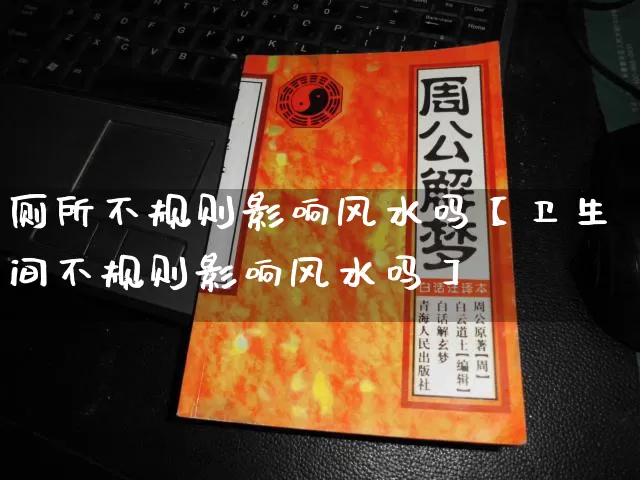 厕所不规则影响风水吗【卫生
间不规则影响风水吗】
周公解梦
白话注译本
周公原著【周】
白云道士【编辑】
白话解玄梦
青海人民出版社